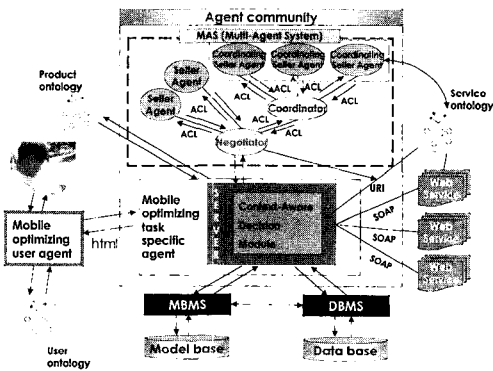 Agent community
MAS (Multi-Agent System)
Coordinating
Seller Agent
Coordinating
Seller Agent
Coordinating
Seller Agent
Seller
Agent
Seller
Agent
ACL
ACL
ACL
ACL
ACL
ACL
ACL
Coordinator
Negotiator
Product
ontology
Service
ontology
URI
Web
Service
Web
Service
Web
Service
SOAP
SOAP
SOAP
Mobile
optimizing
user agent
html
Mobile
optimizing
task
specific
agent
Context-Aware
Decision
Module
MBMS
DBMS
Model base
Data base
User
ontology